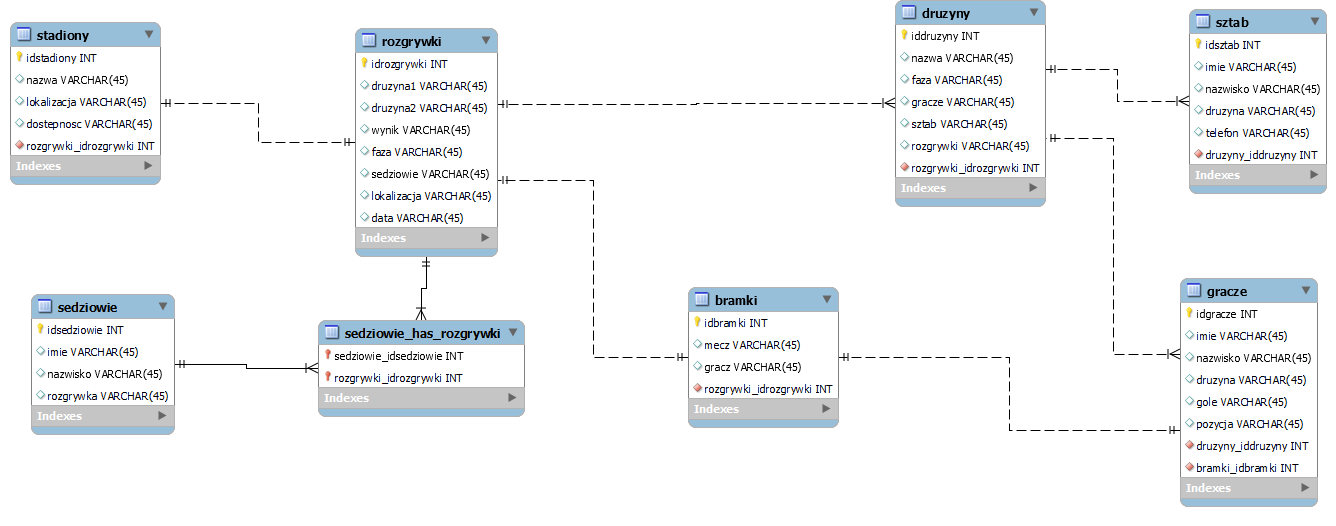 stadiony
idstadiony INT
nazwa VARCHAR(45)
lokalizacja VARCHAR(45)
dostepnosc VARCHAR(45)
rozgrywki_idrozgrywki INT
Indexes
rozgrywki
idrozgrywki INT
druzyna1 VARCHAR(45)
druzyna2 VARCHAR(45)
wynik VARCHAR(45)
faza VARCHAR(45)
sedziowie VARCHAR(45)
lokalizacja VARCHAR(45)
data VARCHAR(45)
Indexes
druzyny
iddruzyny INT
nazwa VARCHAR(45)
faza VARCHAR(45)
gracze VARCHAR(45)
sztab VARCHAR(45)
rozgrywki VARCHAR(45)
rozgrywki_idrozgrywki INT
Indexes
sztab
idsztab INT
imie VARCHAR(45)
nazwisko VARCHAR(45)
druzyna VARCHAR(45)
telefon VARCHAR(45)
druzyny_iddruzyny INT
Indexes
sedziowie
idsedziowie INT
imie VARCHAR(45)
nazwisko VARCHAR(45)
rozgrywka VARCHAR(45)
Indexes
sedziowie_has_rozgrywki
sedziowie_idsedziowie INT
rozgrywki_idrozgrywki INT
Indexes
bramki
idbramki INT
mecz VARCHAR(45)
gracz VARCHAR(45)
rozgrywki_idrozgrywki INT
Indexes
gracze
idgracze INT
imie VARCHAR(45)
nazwisko VARCHAR(45)
druzyna VARCHAR(45)
gole VARCHAR(45)
pozycja VARCHAR(45)
druzyny_iddruzyny INT
bramki_idbramki INT
Indexes